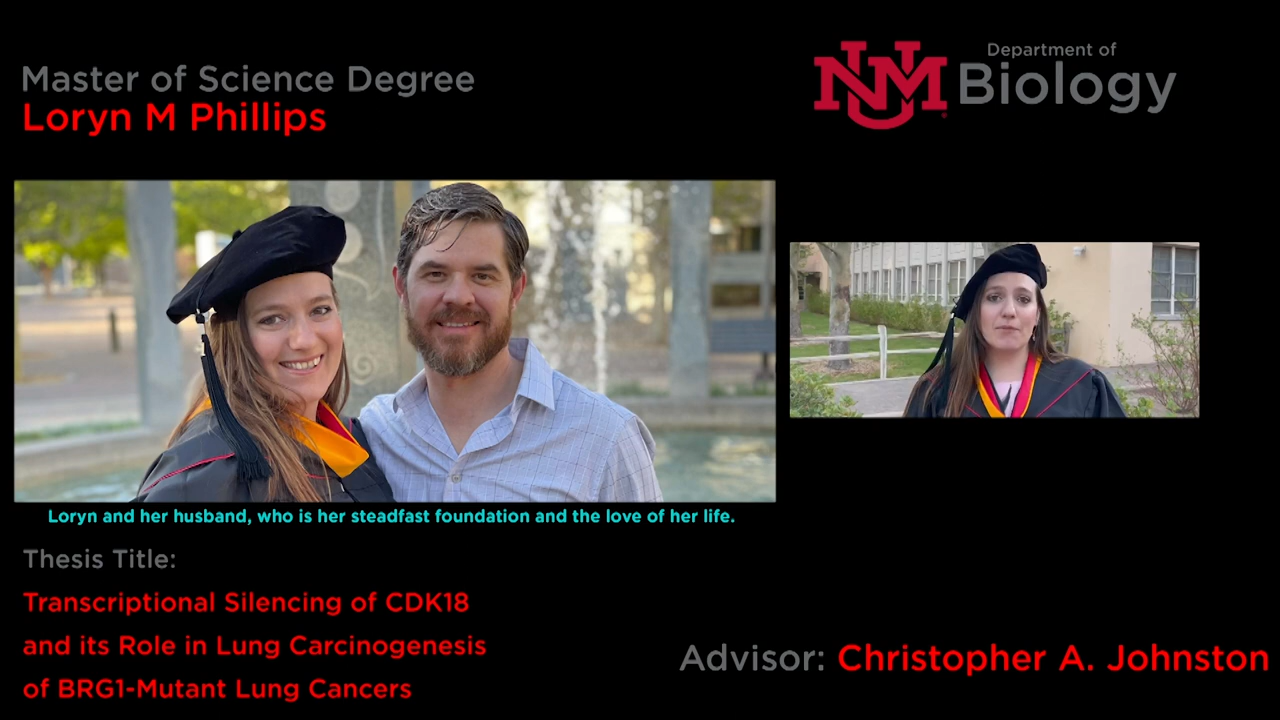 Master of Science Degree
Loryn M Phillips
UNM
Department of
Biology
Loryn and her husband, who is her steadfast foundation and the love of her life.
Thesis Title:
Transcriptional Silencing of CDK18
and its Role in Lung Carcinogenesis
of BRG1-Mutant Lung Cancers
Advisor: Christopher A. Johnston